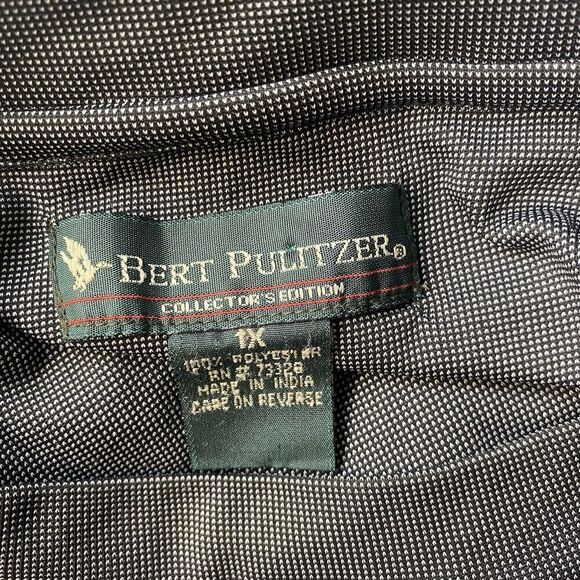 BERT PULITZER®
COLLECTOR'S EDITION
1X
100% POLYESTER
RN # 73328
MADE IN INDIA
CARE ON REVERSE